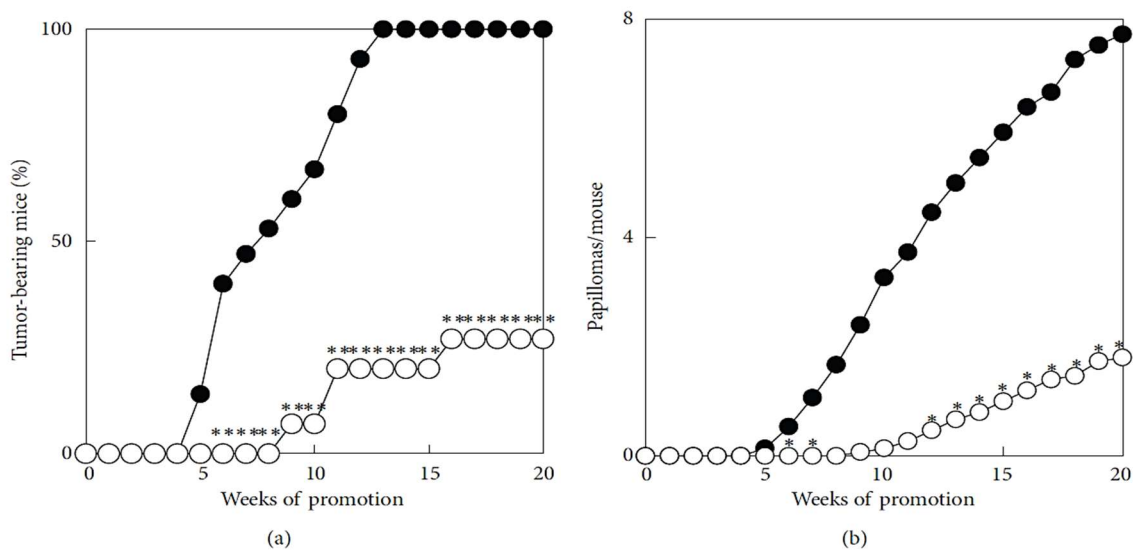 100
50
0
Tumor-bearing mice (%)
** ** ** ** **
** ** ** ** **
** **
** ** **
0 5 10 15 20
Weeks of promotion
(a)
8
4
0
Papillomas/mouse
* * * * * * * * *
* *
0 5 10 15 20
Weeks of promotion
(b)